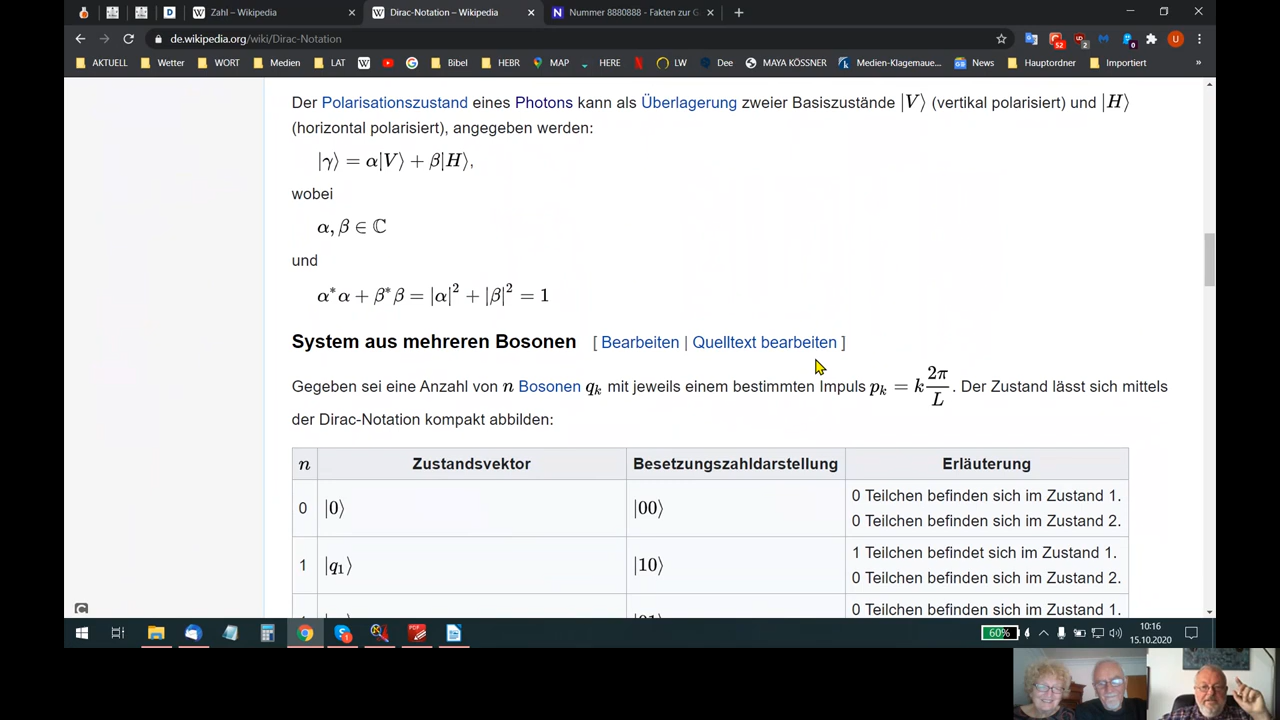 Zahl – Wikipedia
Dirac-Notation – Wikipedia
Nummer 8880888 - Fakten zur G
de.wikipedia.org/wiki/Dirac-Notation
52 2 0 U
AKTUELL Wetter WORT Medien LAT Bibel HEBR MAP HERE LW Dee MAYA KÖSSNER Medien-Klagemaue... News Hauptordner Importiert »
Der Polarisationszustand eines Photons kann als Überlagerung zweier Basiszustände |V⟩ (vertikal polarisiert) und |H⟩
(horizontal polarisiert), angegeben werden:
|γ⟩ = α|V⟩ + β|H⟩,
wobei
α, β ∈ ℂ
und
α*α + β*β = |α|² + |β|² = 1
System aus mehreren Bosonen [ Bearbeiten | Quelltext bearbeiten ]
Gegeben sei eine Anzahl von n Bosonen qₖ mit jeweils einem bestimmten Impuls pₖ = k 2π/L. Der Zustand lässt sich mittels
der Dirac-Notation kompakt abbilden:
n Zustandsvektor Besetzungszahldarstellung Erläuterung
0 |0⟩ |00⟩ 0 Teilchen befinden sich im Zustand 1.
0 Teilchen befinden sich im Zustand 2.
1 |q₁⟩ |10⟩ 1 Teilchen befindet sich im Zustand 1.
0 Teilchen befinden sich im Zustand 2.
0 Teilchen befinden sich im Zustand 1.
60%
10:16
15.10.2020